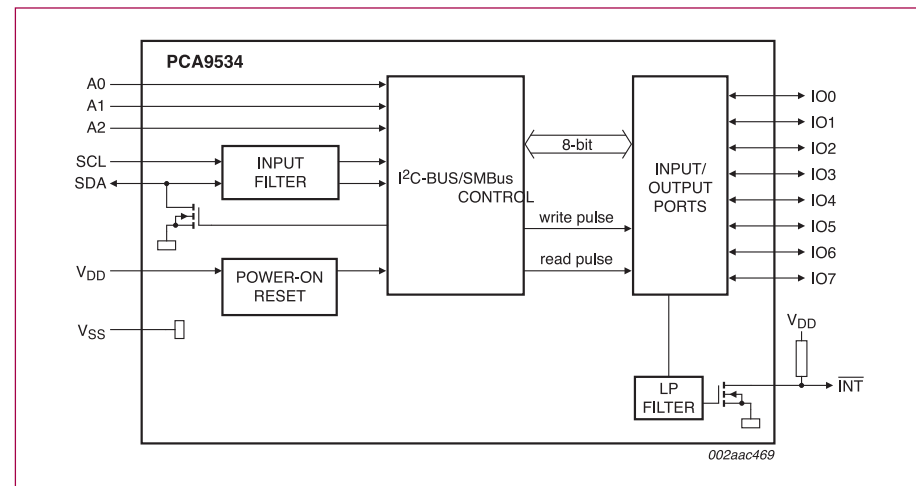 PCA9534
A0
A1
A2
SCL
SDA
INPUT
FILTER
I²C-BUS/SMBus
CONTROL
8-bit
write pulse
read pulse
INPUT/
OUTPUT
PORTS
IO0
IO1
IO2
IO3
IO4
IO5
IO6
IO7
VDD
POWER-ON
RESET
VSS
LP
FILTER
VDD
INT
002aac469